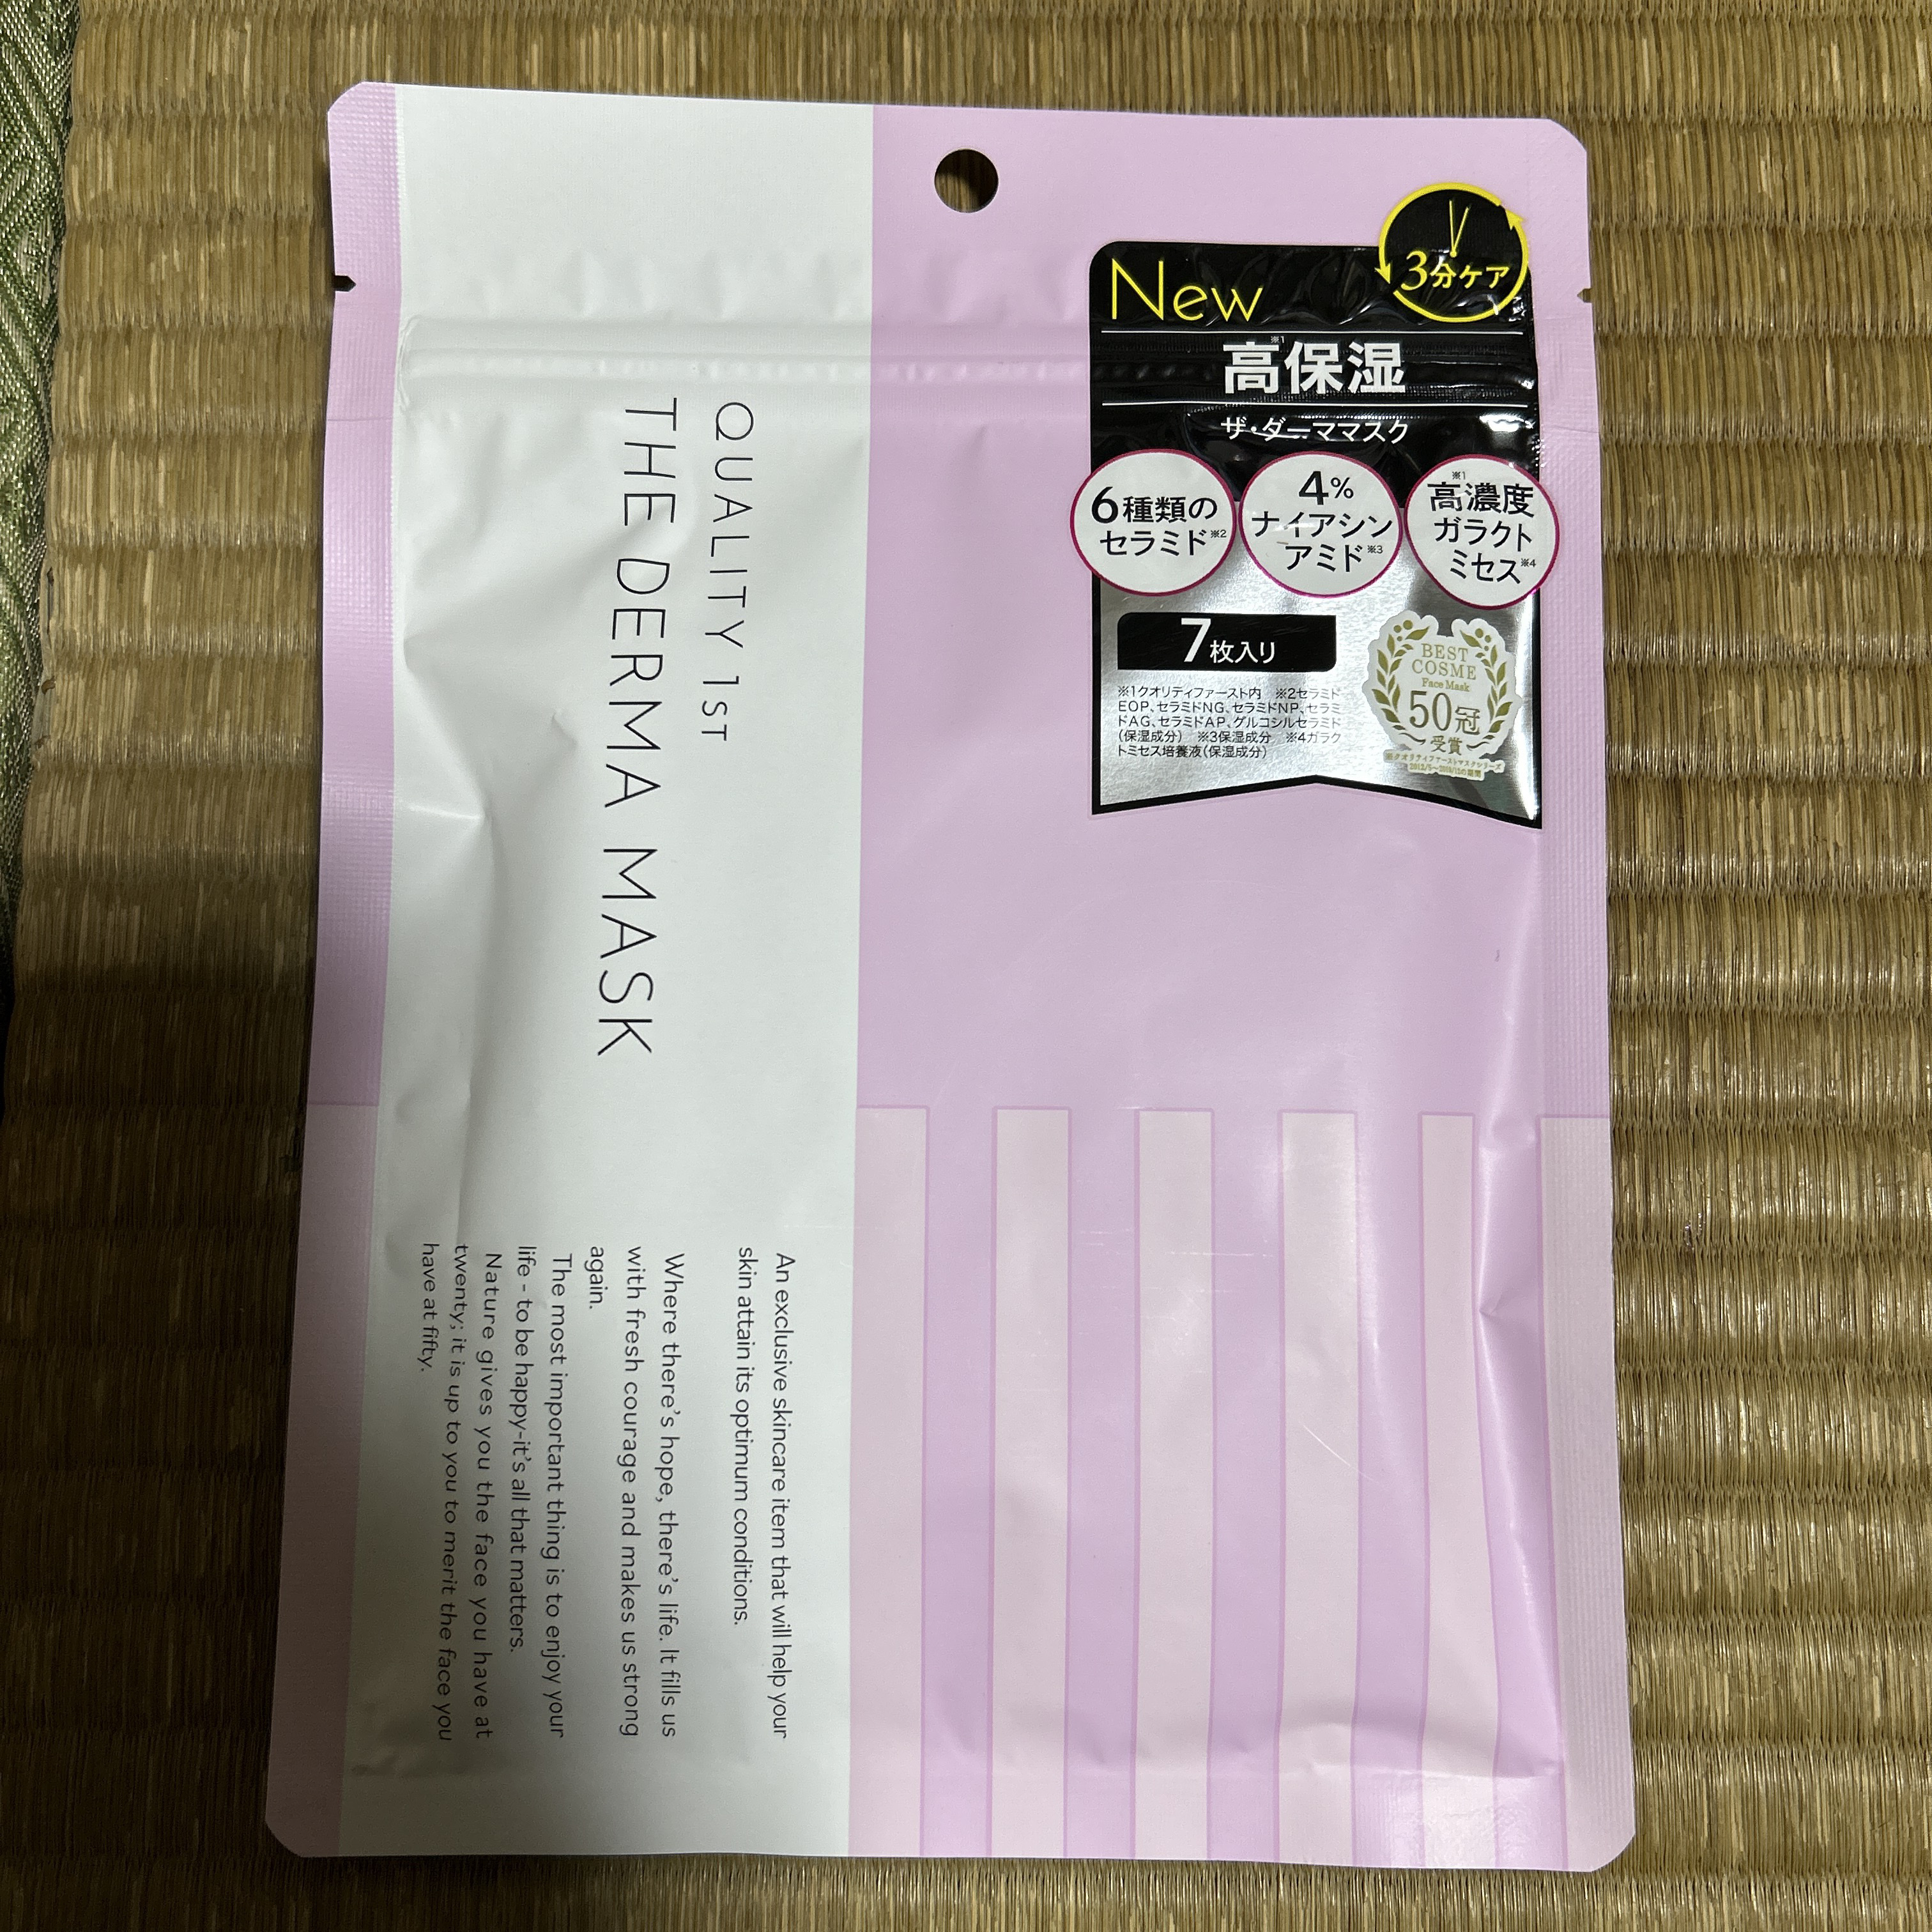 3分ケア
New
高保湿※1
ザ・ダーママスク
6種類の
セラミド※2
4%
ナイアシン
アミド※3
※1
高濃度
ガラクト
ミセス※4
7枚入り
※1クオリティファースト内 ※2セラミド
EOP、セラミドNG、セラミドNP、セラミ
ドAG、セラミドAP、グルコシルセラミド
(保湿成分) ※3保湿成分 ※4ガラク
トミセス培養液(保湿成分)
BEST
COSME
Face Mask
50冠
受賞
QUALITY 1ST
THE DERMA MASK
An exclusive skincare item that will help your
skin attain its optimum conditions.
Where there's hope, there's life. It fills us
with fresh courage and makes us strong
again.
The most important thing is to enjoy your
life - to be happy-it's all that matters.
Nature gives you the face you have at
twenty; it is up to you to merit the face you
have at fifty.